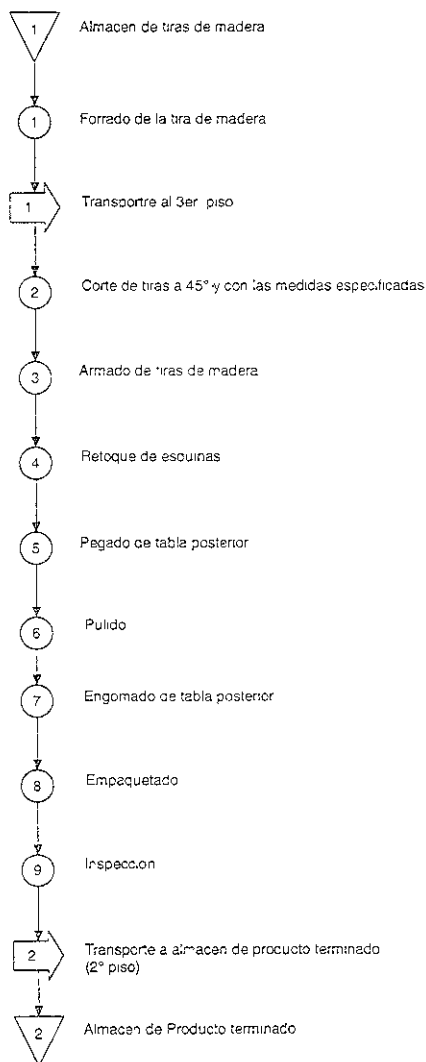 1 Almacen de tiras de madera
1 Forrado de la tira de madera
1 Transportre al 3er. piso
2 Corte de tiras a 45° y con las medidas especificadas
3 Armado de tiras de madera
4 Retoque de esquinas
5 Pegado de tabla posterior
6 Pulido
7 Engomado de tabla posterior
8 Empaquetado
9 Inspeccion
2 Transporte a almacen de producto terminado
(2° piso)
2 Almacen de Producto terminado